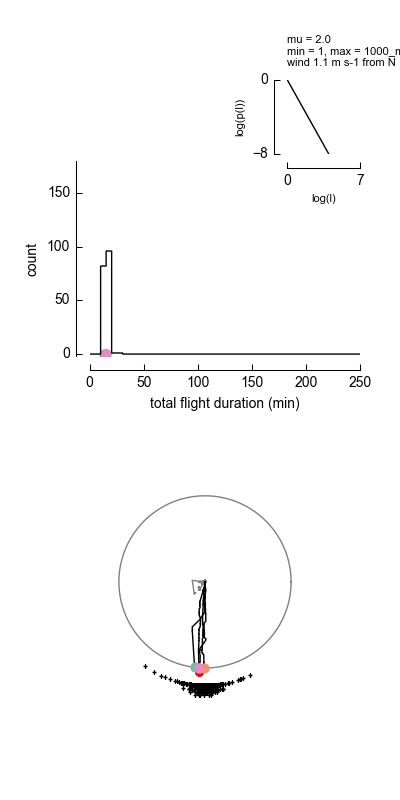 mu = 2.0
min = 1, max = 1000_m
wind 1.1 m s-1 from N
0
−8
log(p(l))
0 7
log(l)
150
100
50
0
count
0 50 100 150 200 250
total flight duration (min)